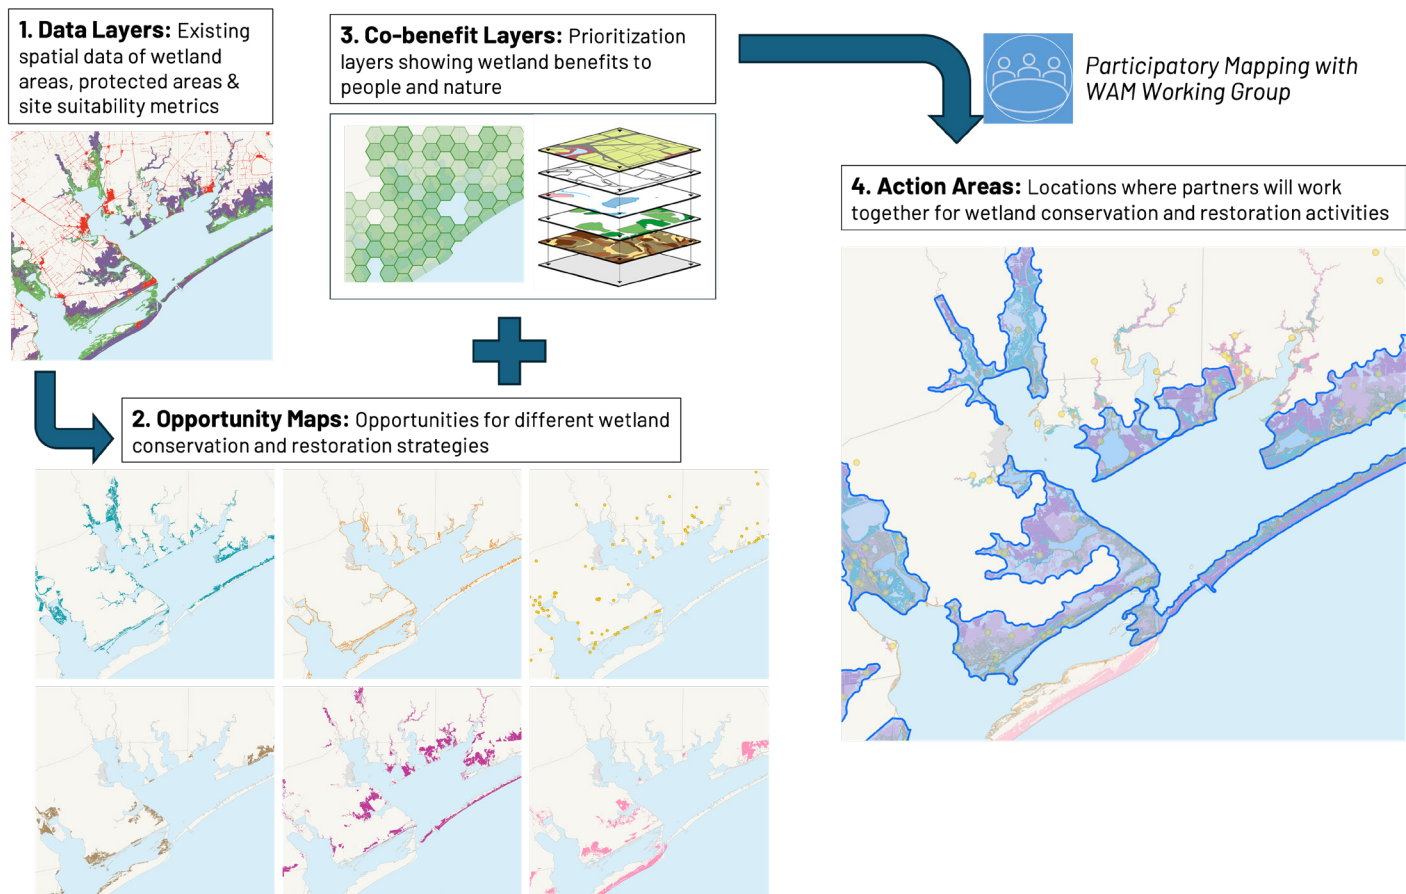 1. Data Layers: Existing
spatial data of wetland
areas, protected areas &
site suitability metrics
3. Co-benefit Layers: Prioritization
layers showing wetland benefits to
people and nature
Participatory Mapping with
WAM Working Group
4. Action Areas: Locations where partners will work
together for wetland conservation and restoration activities
2. Opportunity Maps: Opportunities for different wetland
conservation and restoration strategies